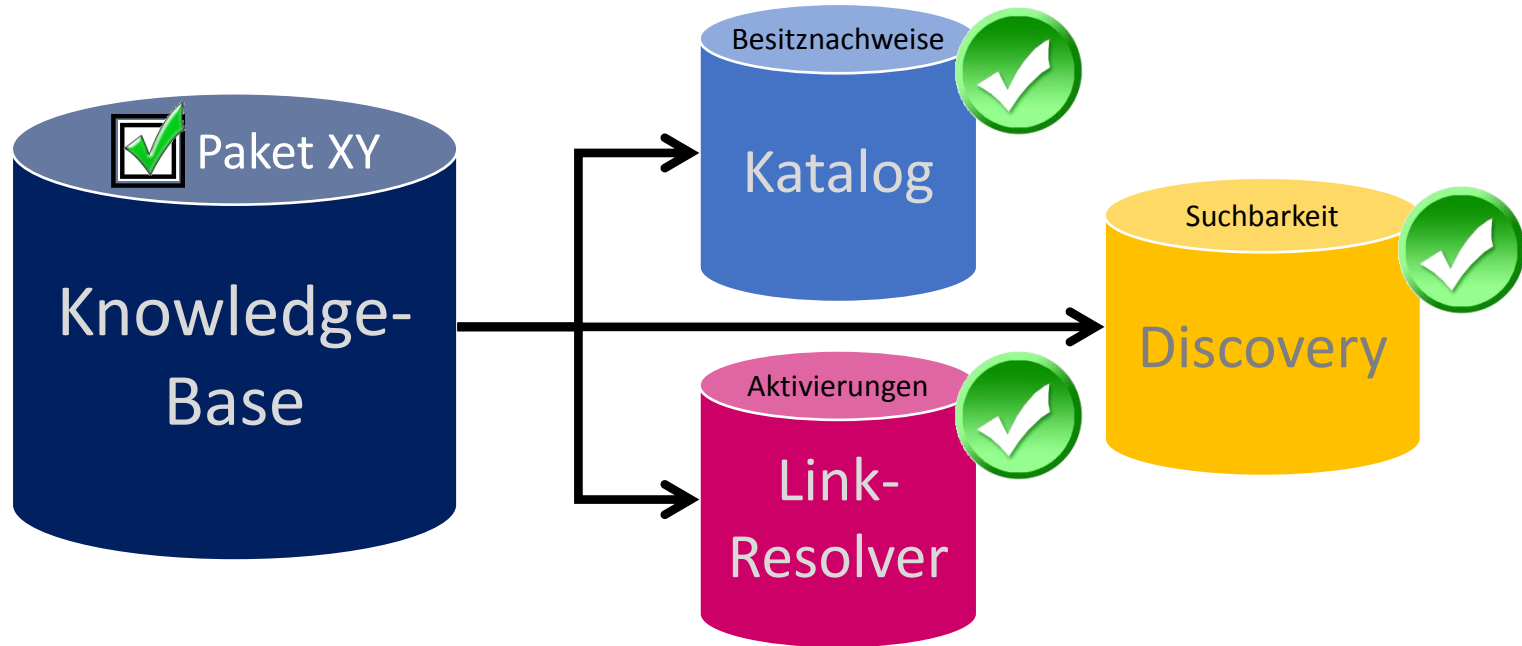 Paket XY
Knowledge-
Base
Besitznachweise
Katalog
Aktivierungen
Link-
Resolver
Suchbarkeit
Discovery